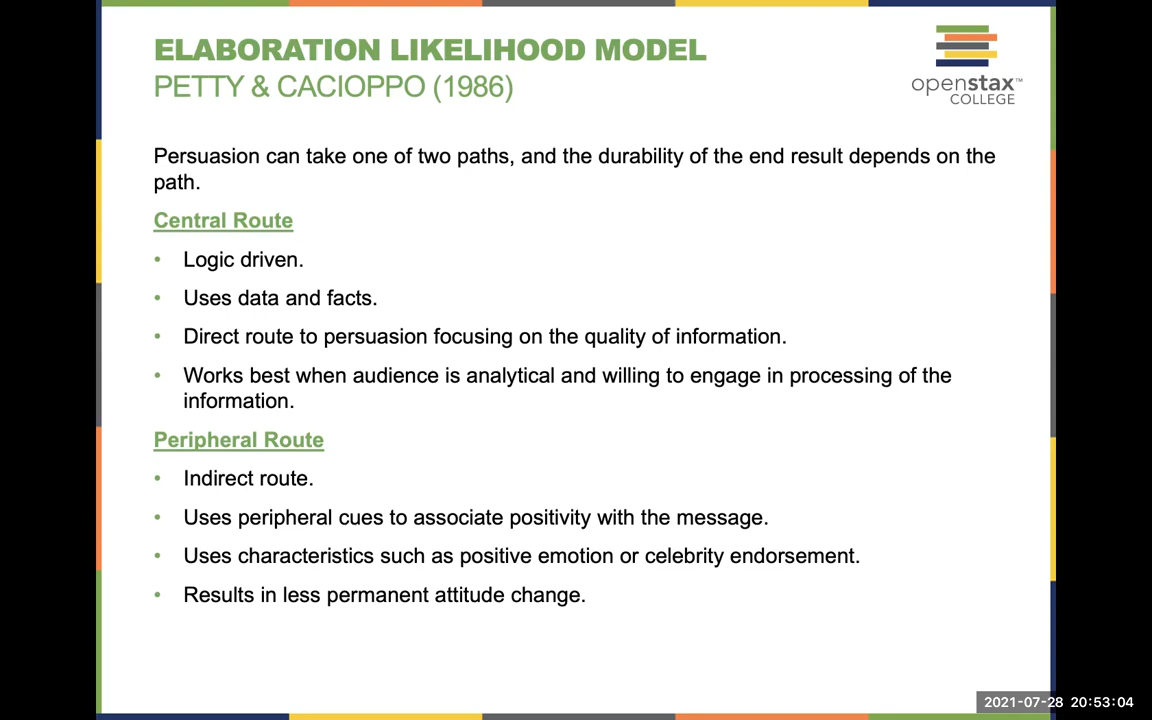 ELABORATION LIKELIHOOD MODEL
PETTY & CACIOPPO (1986)
openstax™
COLLEGE
Persuasion can take one of two paths, and the durability of the end result depends on the
path.
Central Route
• Logic driven.
• Uses data and facts.
• Direct route to persuasion focusing on the quality of information.
• Works best when audience is analytical and willing to engage in processing of the
information.
Peripheral Route
• Indirect route.
• Uses peripheral cues to associate positivity with the message.
• Uses characteristics such as positive emotion or celebrity endorsement.
• Results in less permanent attitude change.
2021-07-28 20:53:04